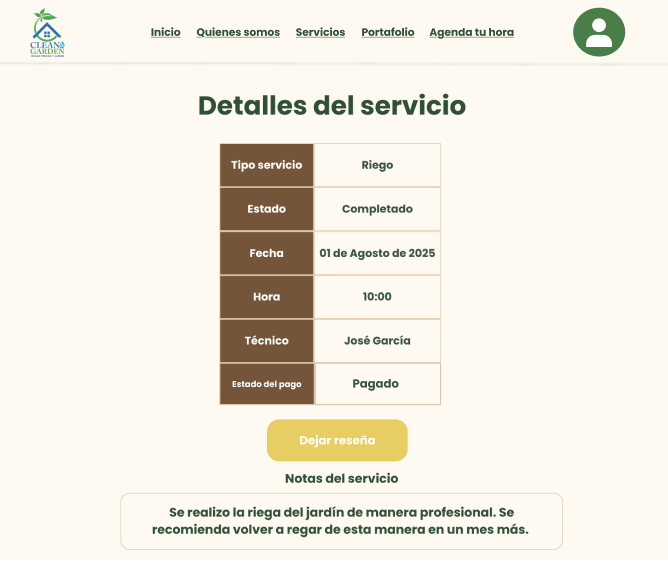 CLEAN
GARDEN
Inicio Quienes somos Servicios Portafolio Agenda tu hora
Detalles del servicio
Tipo servicio Riego
Estado Completado
Fecha 01 de Agosto de 2025
Hora 10:00
Técnico José García
Estado del pago Pagado
Dejar reseña
Notas del servicio
Se realizo la riega del jardín de manera profesional. Se
recomienda volver a regar de esta manera en un mes más.